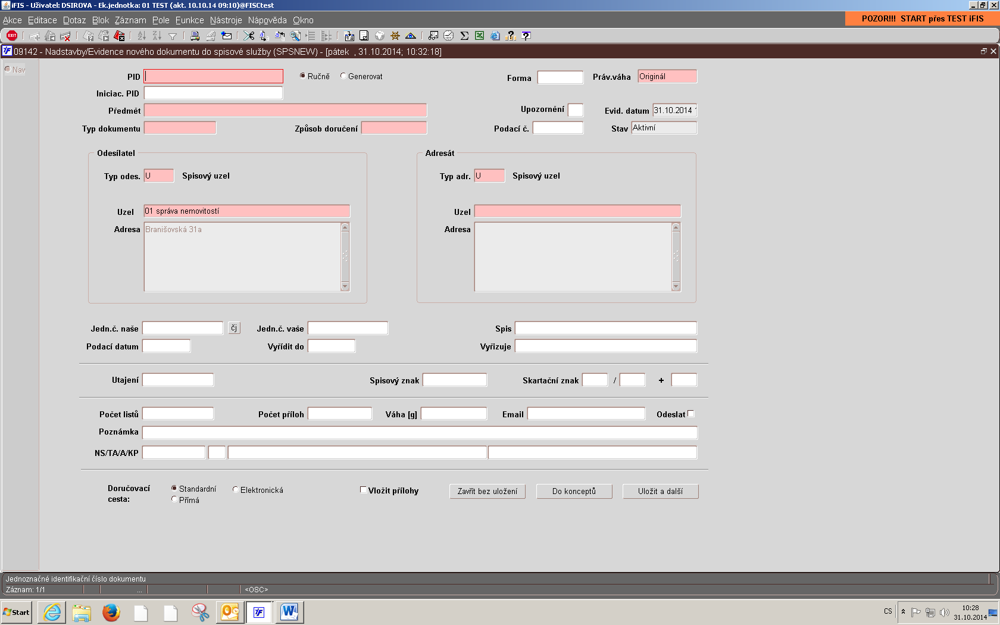 iFIS - Uživatel: DSIROVA - Ek.jednotka: 01 TEST (akt. 10.10.14 09:10)@FISCtest
Akce Editace Dotaz Blok Záznam Pole Funkce Nástroje Nápověda Okno
POZOR!!! START přes TEST iFIS
EXIT
09142 - Nadstavby/Evidence nového dokumentu do spisové služby (SPSNEW) - [pátek , 31.10.2014; 10:32:18]
Nav
PID Ručně Generovat Forma Práv.váha Originál
Iniciac. PID
Předmět Upozornění Evid. datum 31.10.2014 1
Typ dokumentu Způsob doručení Podací č. Stav Aktivní
Odesílatel
Typ odes. U Spisový uzel
Uzel 01 správa nemovitostí
Adresa Branišovská 31a
Adresát
Typ adr. U Spisový uzel
Uzel
Adresa
Jedn.č. naše čj Jedn.č. vaše Spis
Podací datum Vyřídit do Vyřizuje
Utajení Spisový znak Skartační znak / +
Počet listů Počet příloh Váha [g] Email Odeslat
Poznámka
NS/TA/A/KP
Doručovací cesta: Standardní Elektronická
Přímá
Vložit přílohy Zavřít bez uložení Do konceptů Uložit a další
Jednoznačné identifikační číslo dokumentu
Záznam: 1/1 ... <OSC>
Start CS 10:28
31.10.2014